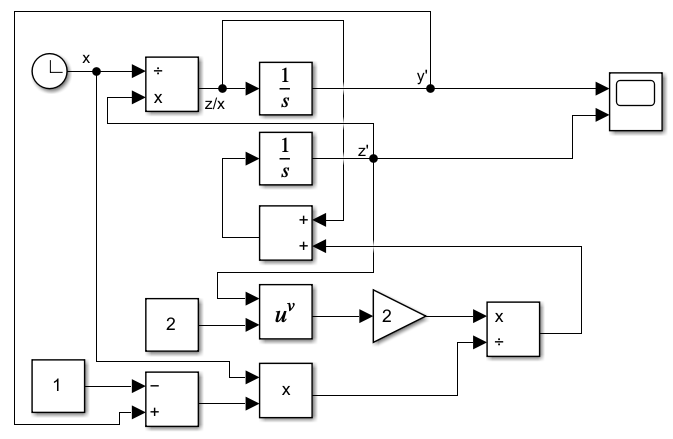 x
÷
x
z/x
1
s
y'
1
s
z'
+
+
2
u^v
2
x
÷
1
−
+
x